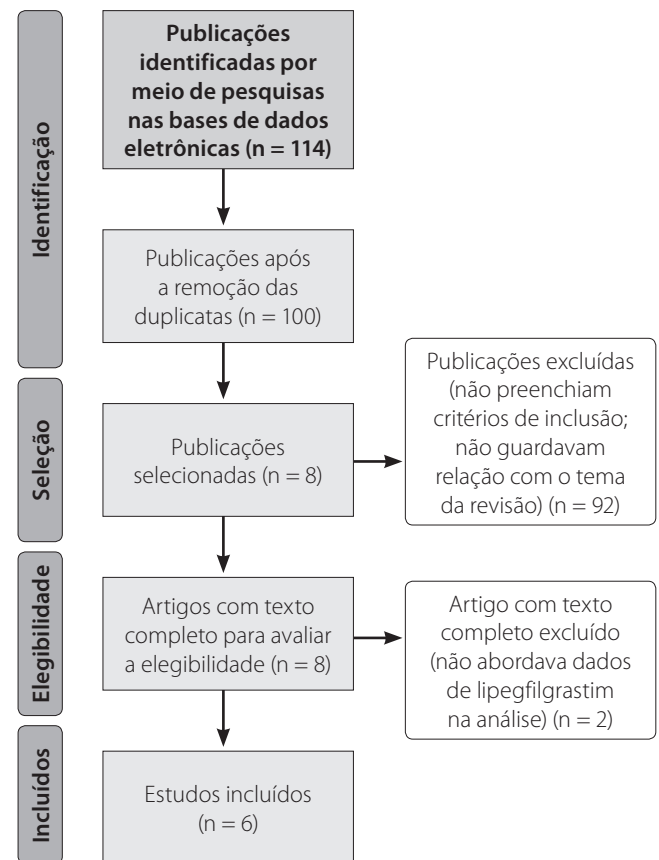 Identificação
Publicações
identificadas por
meio de pesquisas
nas bases de dados
eletrônicas (n = 114)
Publicações após
a remoção das
duplicatas (n = 100)
Seleção
Publicações
selecionadas (n = 8)
Publicações excluídas
(não preenchiam
critérios de inclusão;
não guardavam
relação com o tema
da revisão) (n = 92)
Elegibilidade
Artigos com texto
completo para avaliar
a elegibilidade (n = 8)
Artigo com texto
completo excluído
(não abordava dados
de lipegfilgrastim
na análise) (n = 2)
Incluídos
Estudos incluídos
(n = 6)